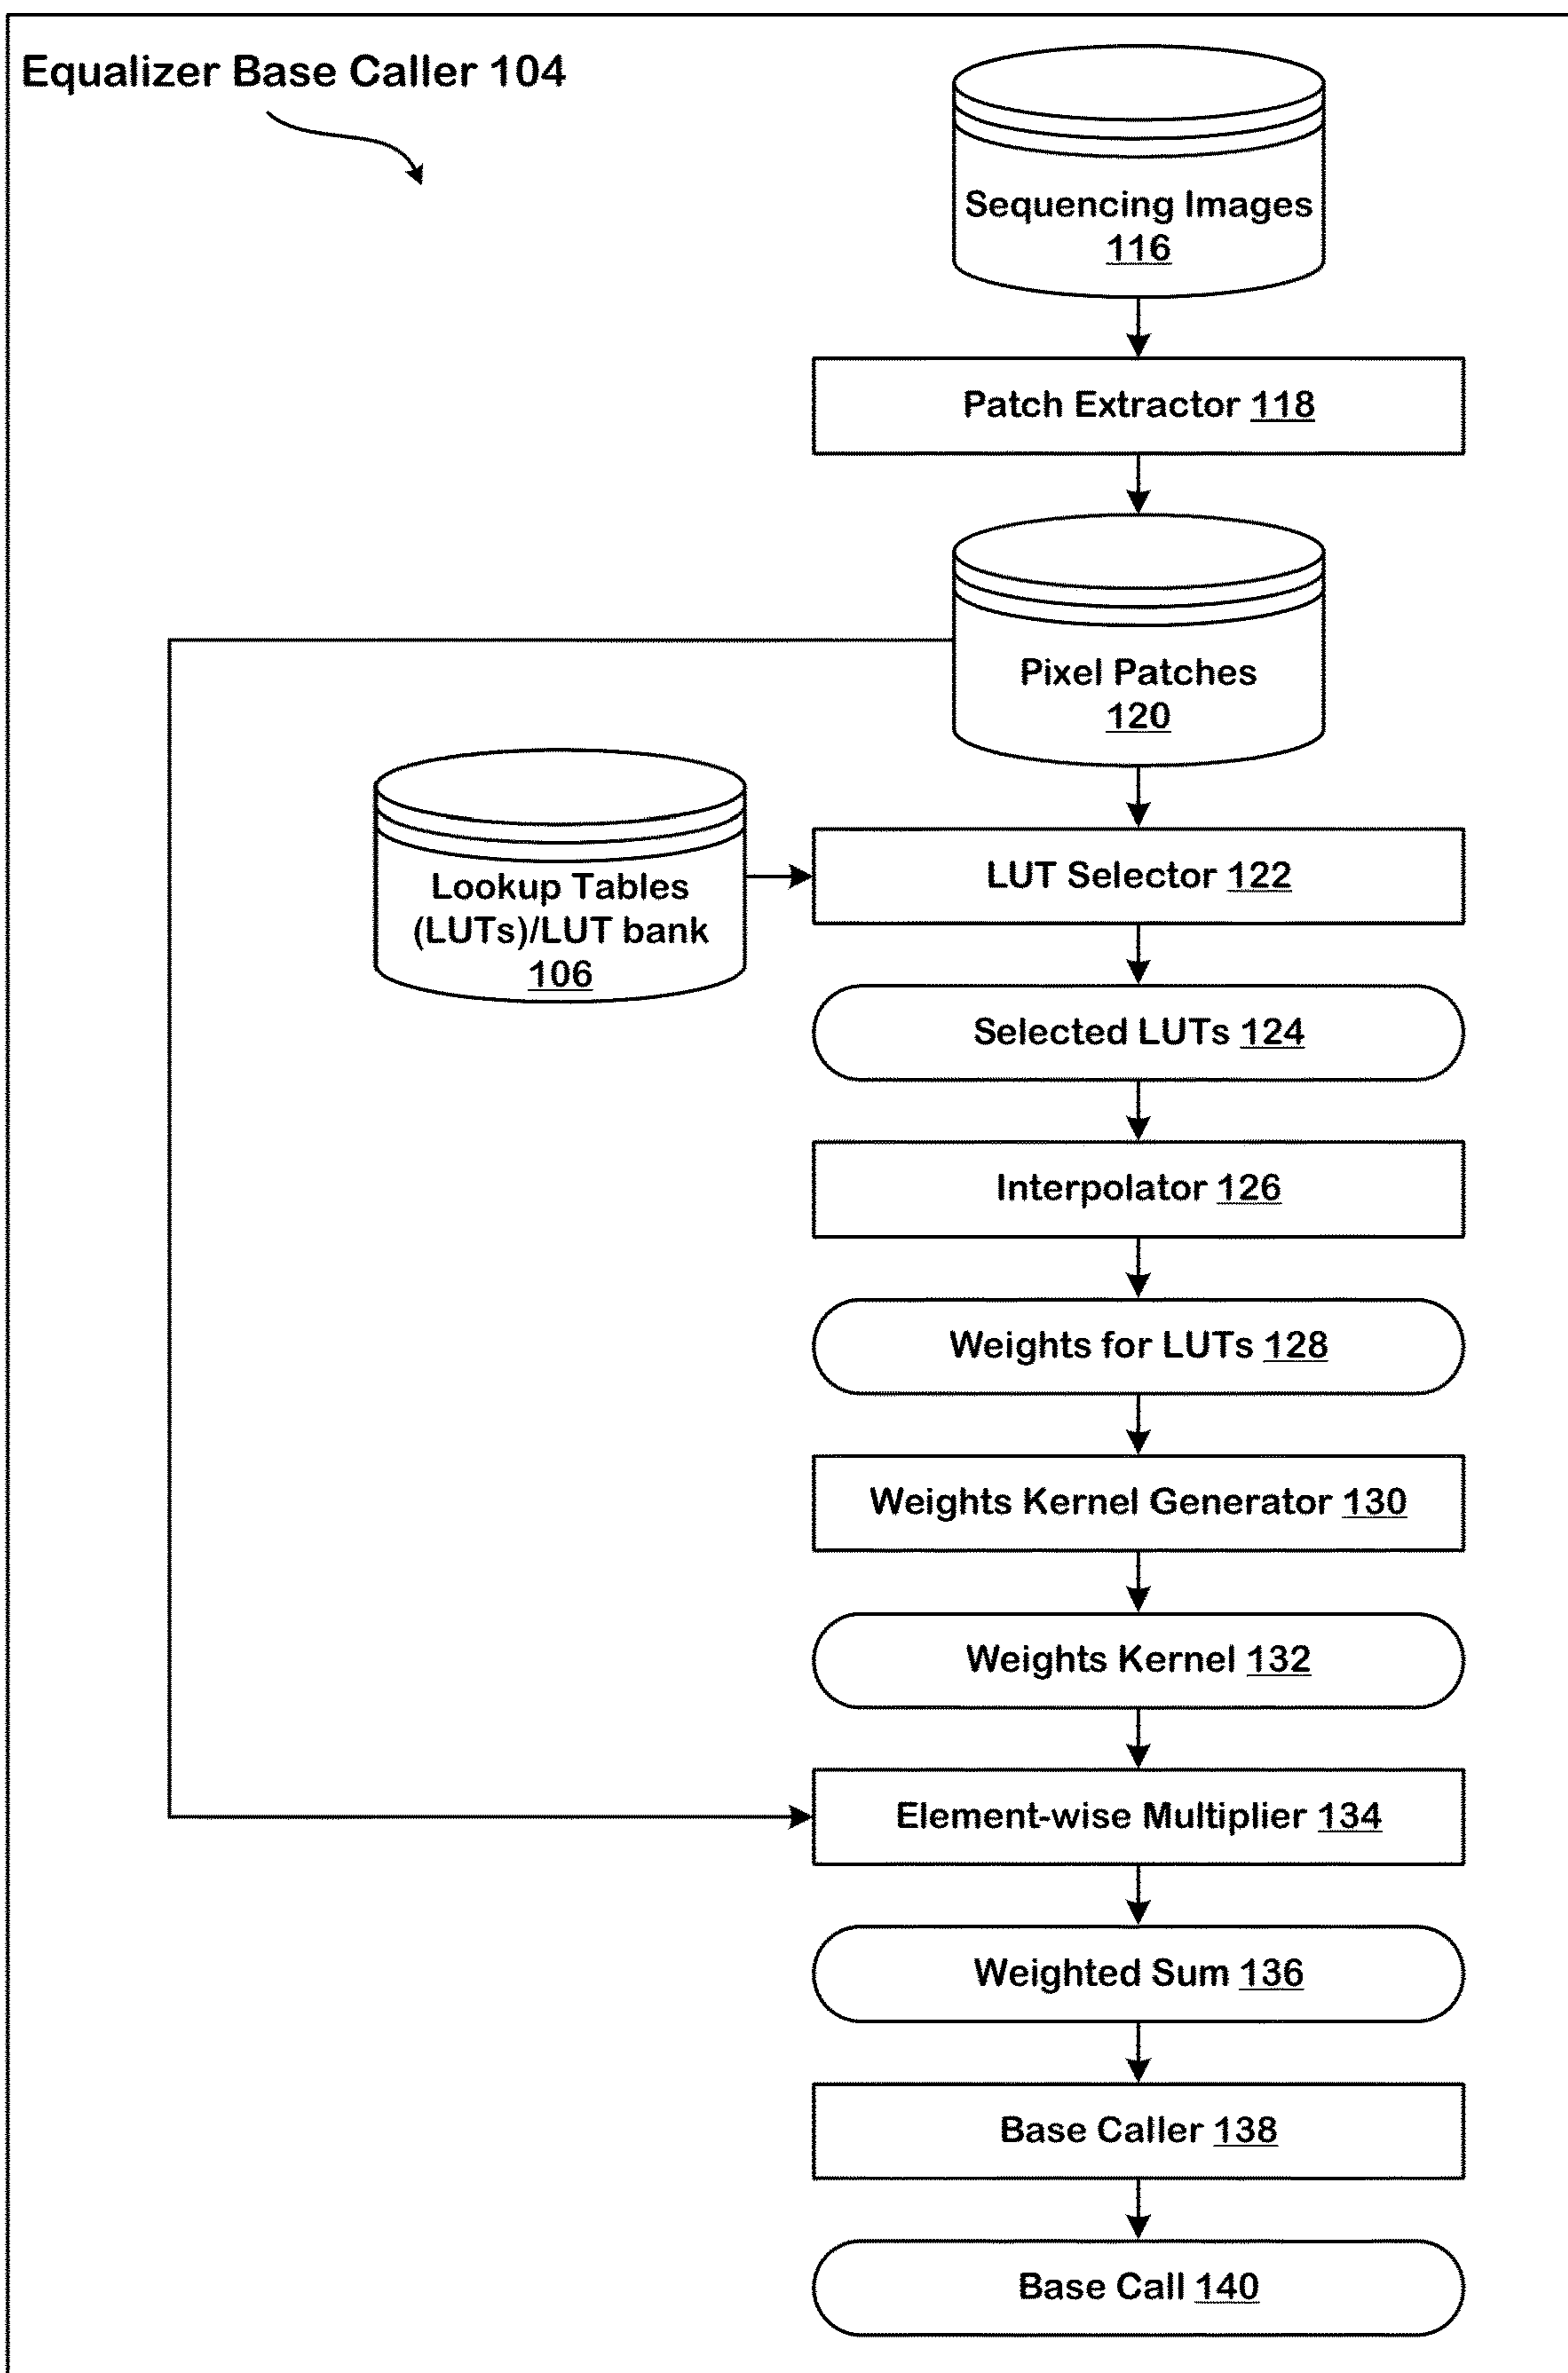 Equalizer Base Caller 104
Sequencing Images
116
Patch Extractor 118
Pixel Patches
120
Lookup Tables
(LUTs)/LUT bank
106
LUT Selector 122
Selected LUTs 124
Interpolator 126
Weights for LUTs 128
Weights Kernel Generator 130
Weights Kernel 132
Element-wise Multiplier 134
Weighted Sum 136
Base Caller 138
Base Call 140